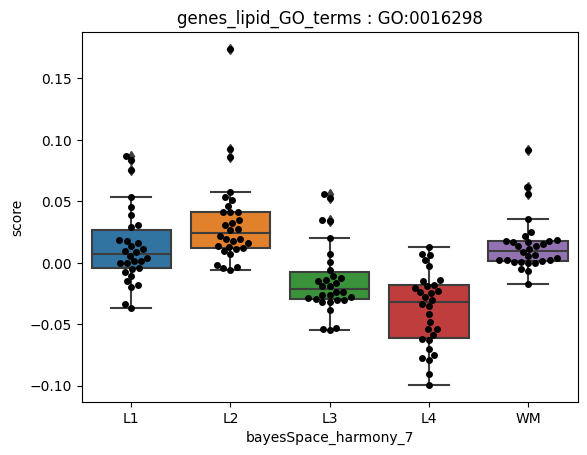 genes_lipid_GO_terms : GO:0016298
0.15
0.10
0.05
0.00
−0.05
−0.10
score
L1 L2 L3 L4 WM
bayesSpace_harmony_7